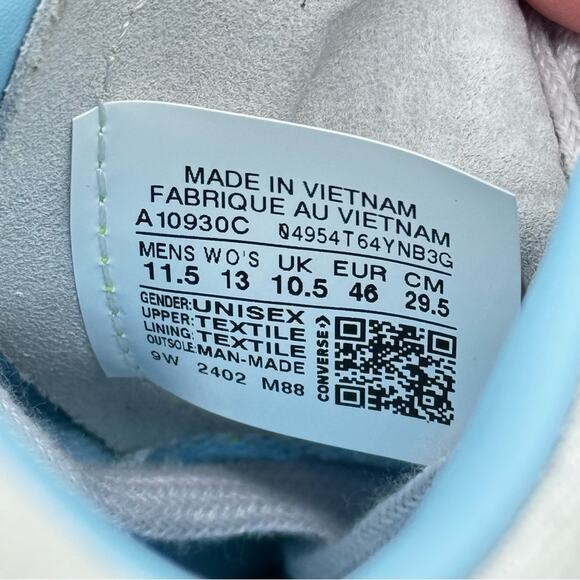 MADE IN VIETNAM
FABRIQUE AU VIETNAM
A10930C 04954T64YNB3G
MENS WO'S UK EUR CM
11.5 13 10.5 46 29.5
GENDER:UNISEX
UPPER:TEXTILE
LINING:TEXTILE
OUTSOLE:MAN-MADE
9W 2402 M88
CONVERSE